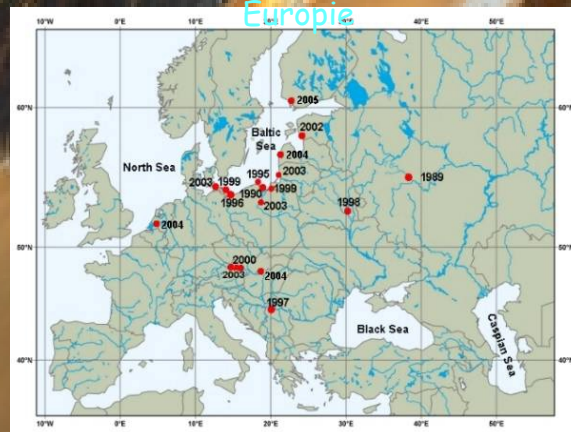 Europie
10°W
0°E
10°E
20°E
30°E
40°E
50°E
60°N
60°N
2005
Baltic
Sea
2002
North Sea
2004
2003
2003
1999
1995
1990
1999
1989
1996
2003
1998
2004
50°N
50°N
2000
2003
2004
1997
Black Sea
Caspian Sea
40°N
40°N
10°W
0°E
10°E
20°E
30°E
40°E
50°E